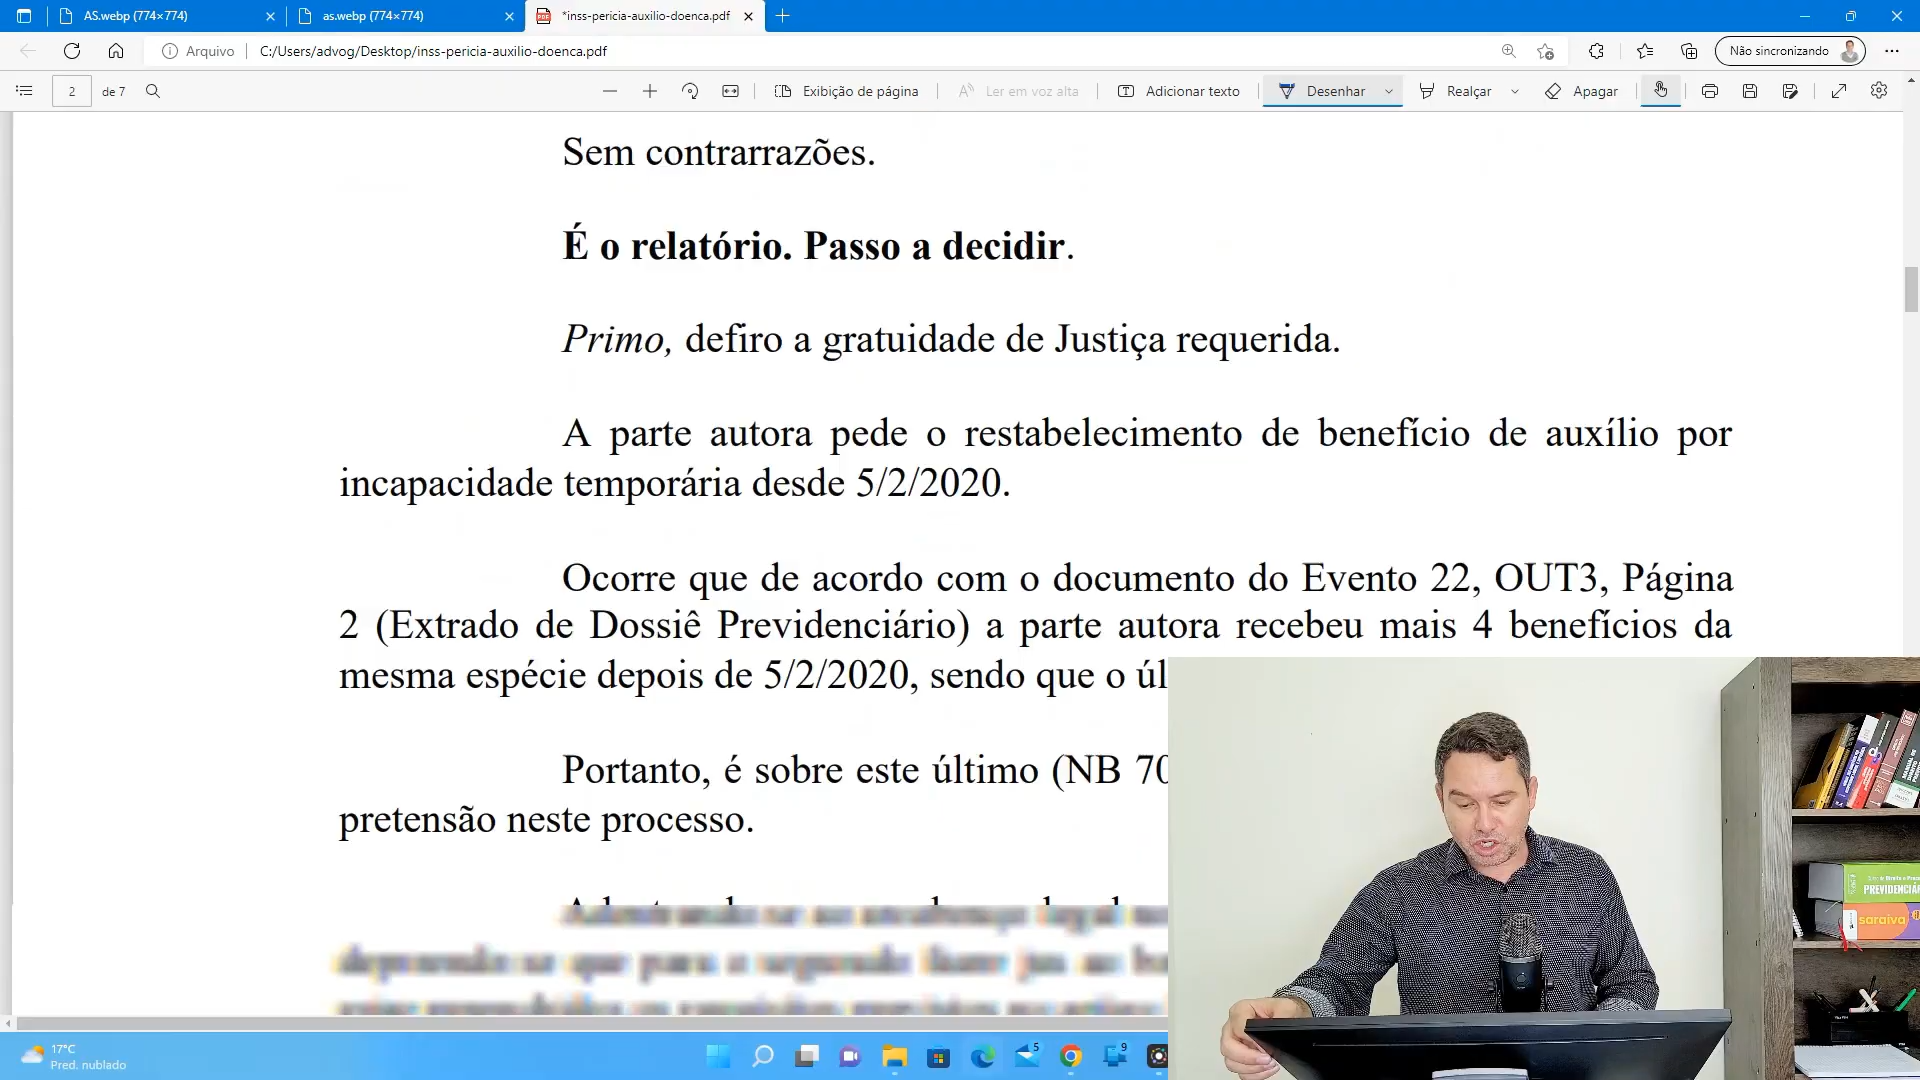 AS.webp (774×774)
as.webp (774×774)
*inss-pericia-auxilio-doenca.pdf
Arquivo
C:/Users/advog/Desktop/inss-pericia-auxilio-doenca.pdf
Não sincronizando
2
de 7
Exibição de página
Ler em voz alta
Adicionar texto
Desenhar
Realçar
Apagar
Sem contrarrazões.
É o relatório. Passo a decidir.
Primo, defiro a gratuidade de Justiça requerida.
A parte autora pede o restabelecimento de benefício de auxílio por
incapacidade temporária desde 5/2/2020.
Ocorre que de acordo com o documento do Evento 22, OUT3, Página
2 (Extrado de Dossiê Previdenciário) a parte autora recebeu mais 4 benefícios da
mesma espécie depois de 5/2/2020, sendo que o úl
Portanto, é sobre este último (NB 70
pretensão neste processo.
PREVIDENCIÁR
saraiva
17°C
Pred. nublado
5
9